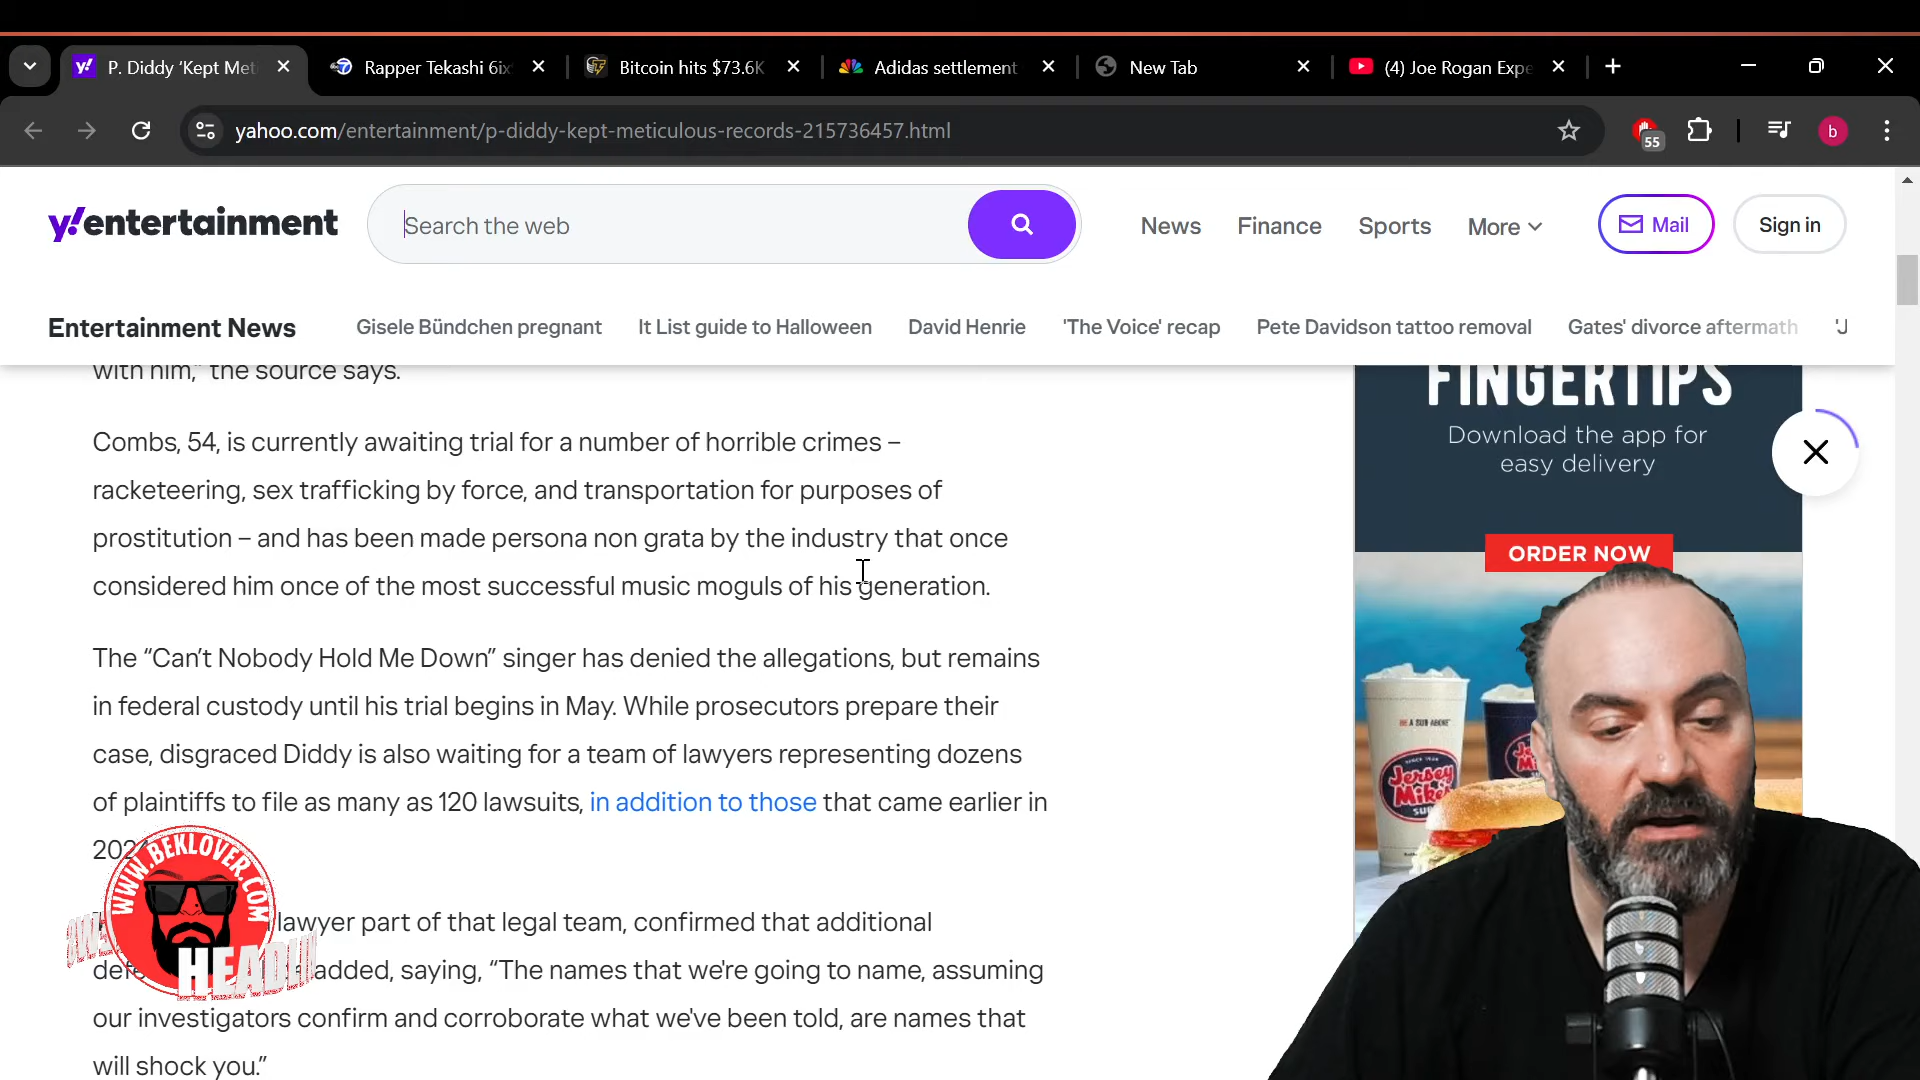 P. Diddy 'Kept Met
Rapper Tekashi 6ix
Bitcoin hits $73.6K
Adidas settlement
New Tab
(4) Joe Rogan Expe
yahoo.com/entertainment/p-diddy-kept-meticulous-records-215736457.html
55
b
y!entertainment
Search the web
News
Finance
Sports
More
Mail
Sign in
Entertainment News
Gisele Bündchen pregnant
It List guide to Halloween
David Henrie
'The Voice' recap
Pete Davidson tattoo removal
Gates' divorce aftermath
'J
with him," the source says.
Combs, 54, is currently awaiting trial for a number of horrible crimes –
racketeering, sex trafficking by force, and transportation for purposes of
prostitution – and has been made persona non grata by the industry that once
considered him once of the most successful music moguls of his generation.
The “Can’t Nobody Hold Me Down” singer has denied the allegations, but remains
in federal custody until his trial begins in May. While prosecutors prepare their
case, disgraced Diddy is also waiting for a team of lawyers representing dozens
of plaintiffs to file as many as 120 lawsuits, in addition to those that came earlier in
202
lawyer part of that legal team, confirmed that additional
def added, saying, “The names that we're going to name, assuming
our investigators confirm and corroborate what we've been told, are names that
will shock you.”
WWW.BEKLOVER.COM
HEAD!!!
FINGERTIPS
Download the app for
easy delivery
ORDER NOW
BE A SUB ABOVE
Jersey
Mike's
SUBS